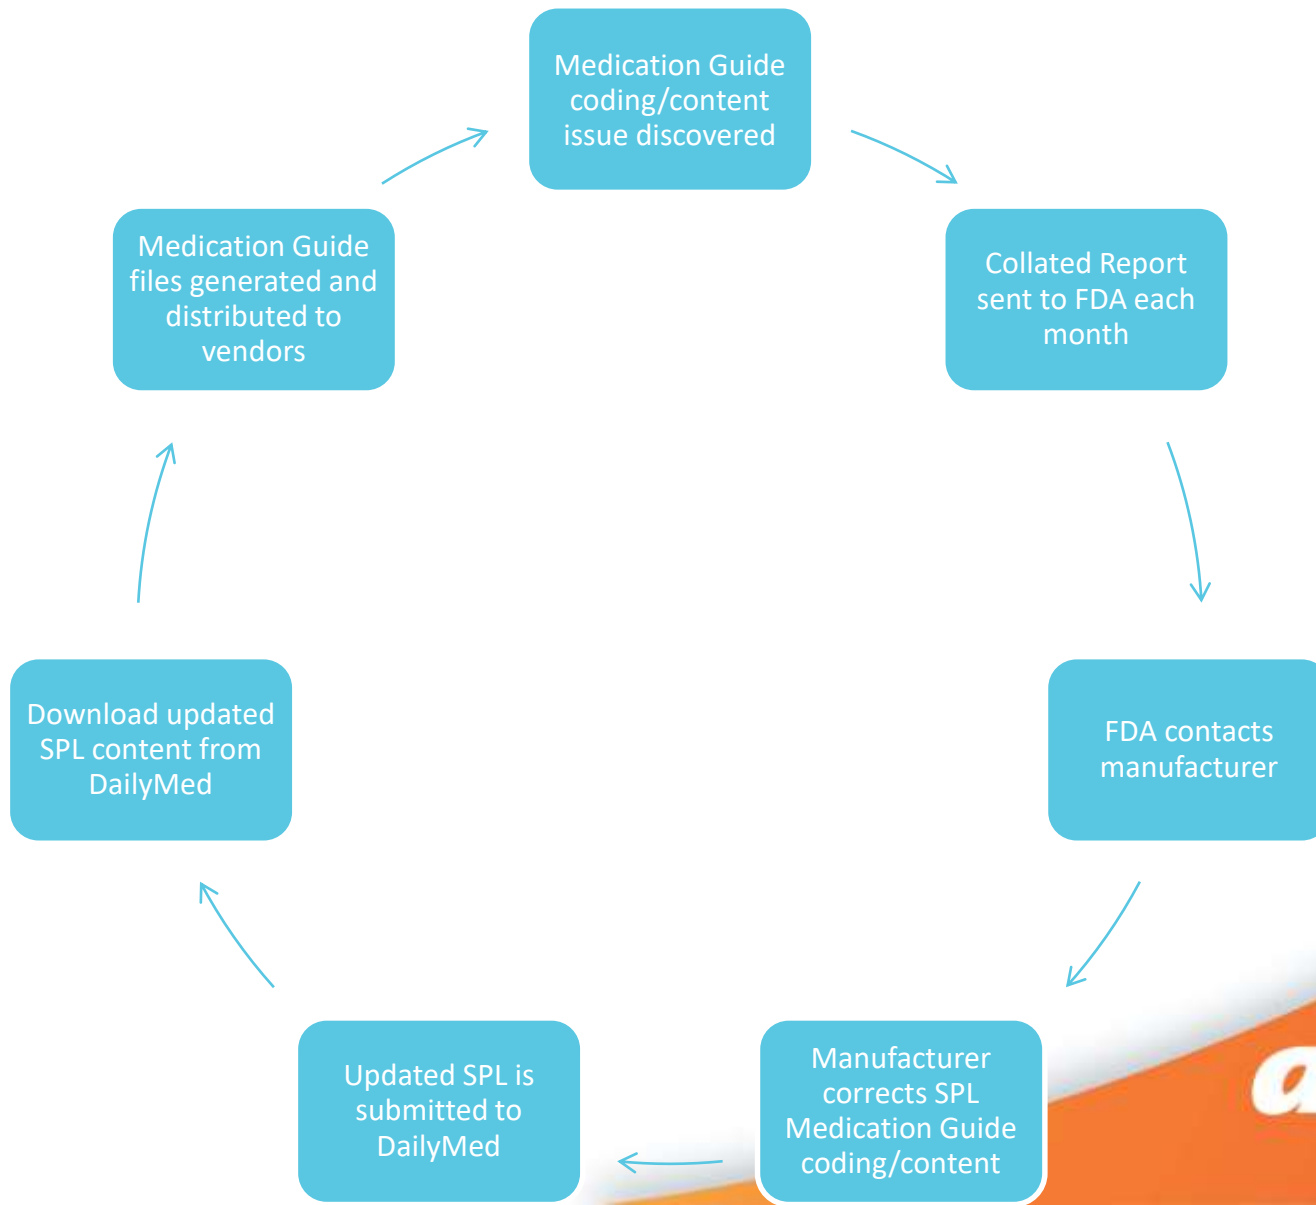 Medication Guide
coding/content
issue discovered
Collated Report
sent to FDA each
month
FDA contacts
manufacturer
Manufacturer
corrects SPL
Medication Guide
coding/content
Updated SPL is
submitted to
DailyMed
Download updated
SPL content from
DailyMed
Medication Guide
files generated and
distributed to
vendors